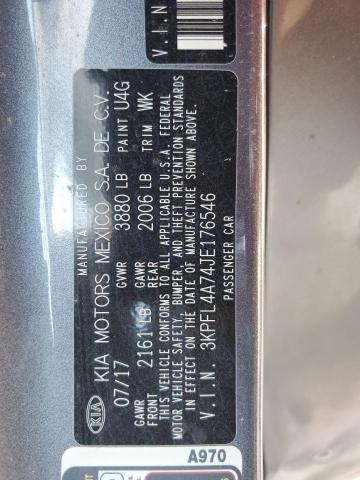 MANUFACTURED BY
KIA KIA MOTORS MEXICO S.A. DE C.V.
07/17 GVWR 3880 LB PAINT U4G
GAWR FRONT 2161 LB GAWR REAR 2006 LB TRIM WK
THIS VEHICLE CONFORMS TO ALL APPLICABLE U.S.A. FEDERAL
MOTOR VEHICLE SAFETY, BUMPER, AND THEFT PREVENTION STANDARDS
IN EFFECT ON THE DATE OF MANUFACTURE SHOWN ABOVE.
V.I.N. 3KPFL4A74JE176546
PASSENGER CAR
V.I.N
A970